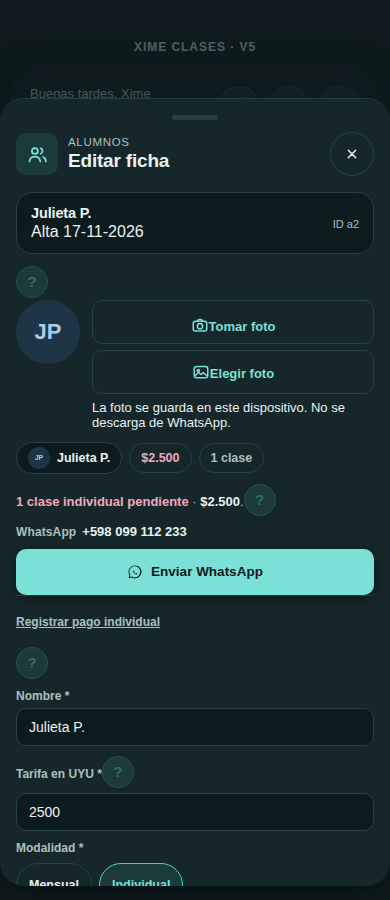 XIME CLASES · V5
Buenas tardes, Xime
ALUMNOS
Editar ficha
Julieta P.
Alta 17-11-2026
ID a2
?
JP
Tomar foto
Elegir foto
La foto se guarda en este dispositivo. No se
descarga de WhatsApp.
JP Julieta P. $2.500 1 clase
1 clase individual pendiente · $2.500. ?
WhatsApp +598 099 112 233
Enviar WhatsApp
Registrar pago individual
?
Nombre *
Julieta P.
Tarifa en UYU * ?
2500
Modalidad *
Mensual Individual